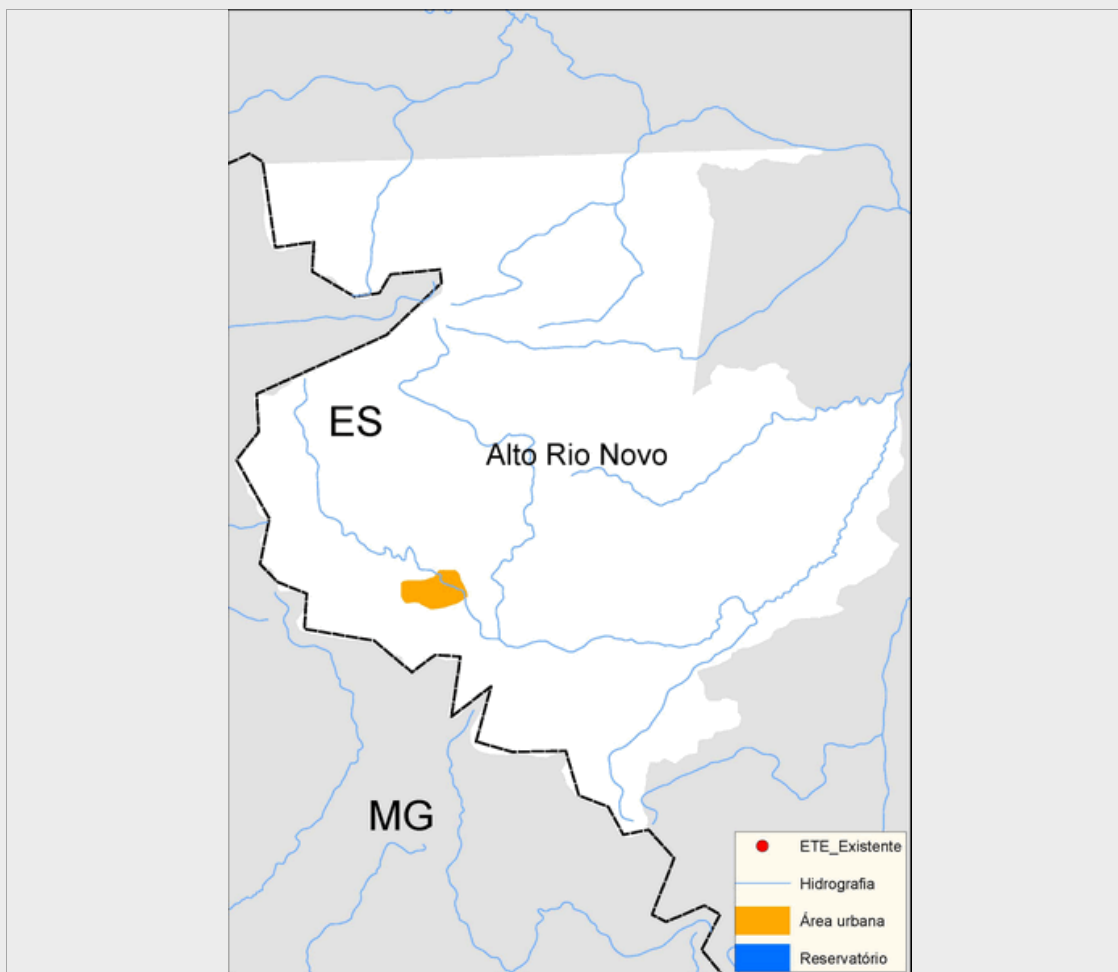 ES
Alto Rio Novo
MG
ETE_Existente
Hidrografia
Área urbana
Reservatório